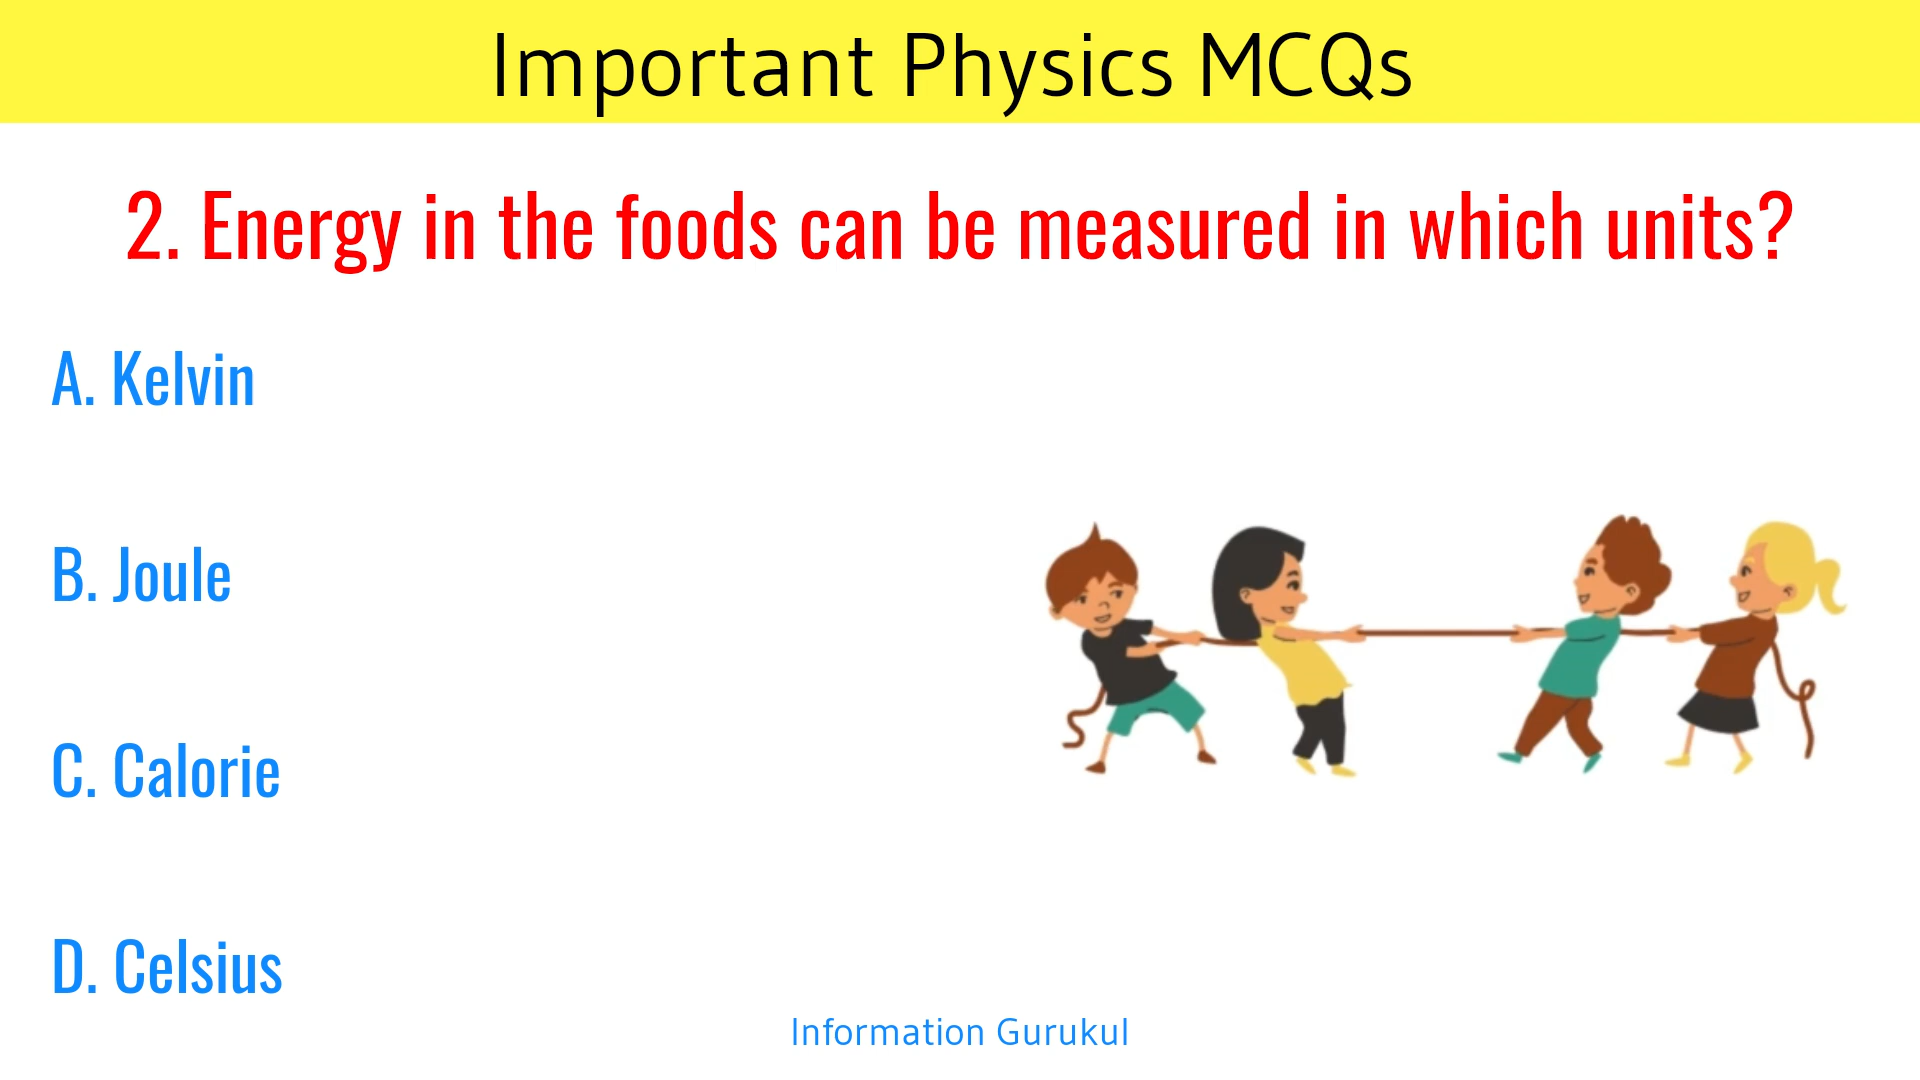 Important Physics MCQs
2. Energy in the foods can be measured in which units?
A. Kelvin
B. Joule
C. Calorie
D. Celsius
Information Gurukul